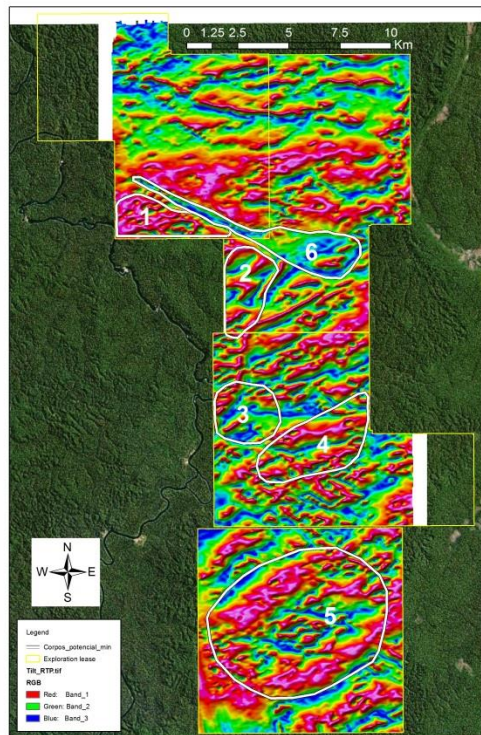 0 1.25 2.5 5 7.5 10
Km
1
6
2
3
4
5
N
W E
S
Legend
Corpos_potencial_min
Exploration lease
Tilt_RTP.tif
RGB
Red: Band_1
Green: Band_2
Blue: Band_3